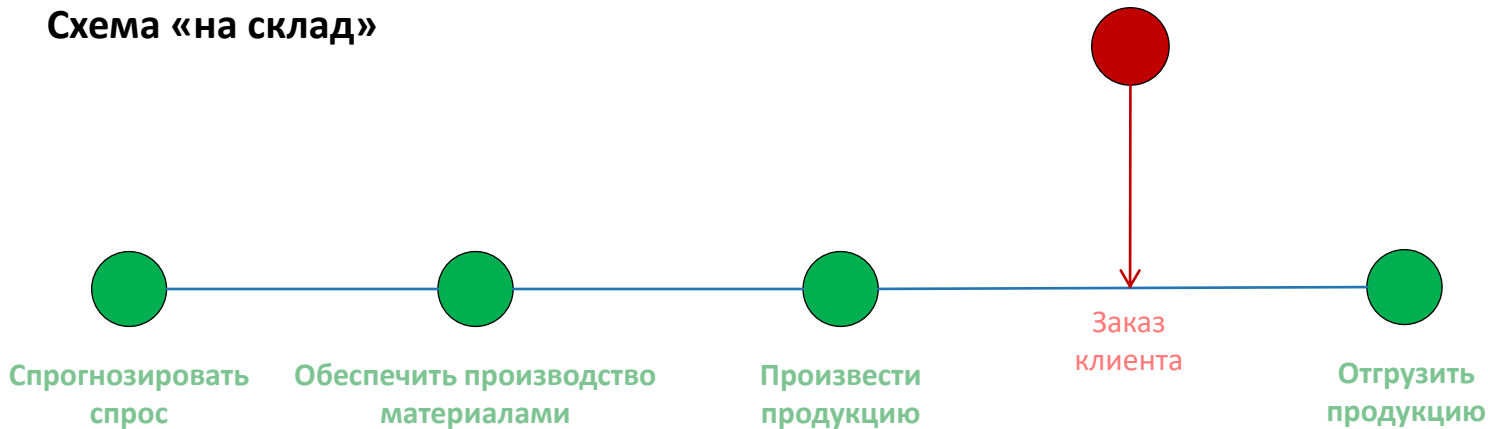 Схема «на склад»
Заказ
клиента
Спрогнозировать
спрос
Обеспечить производство
материалами
Произвести
продукцию
Отгрузить
продукцию